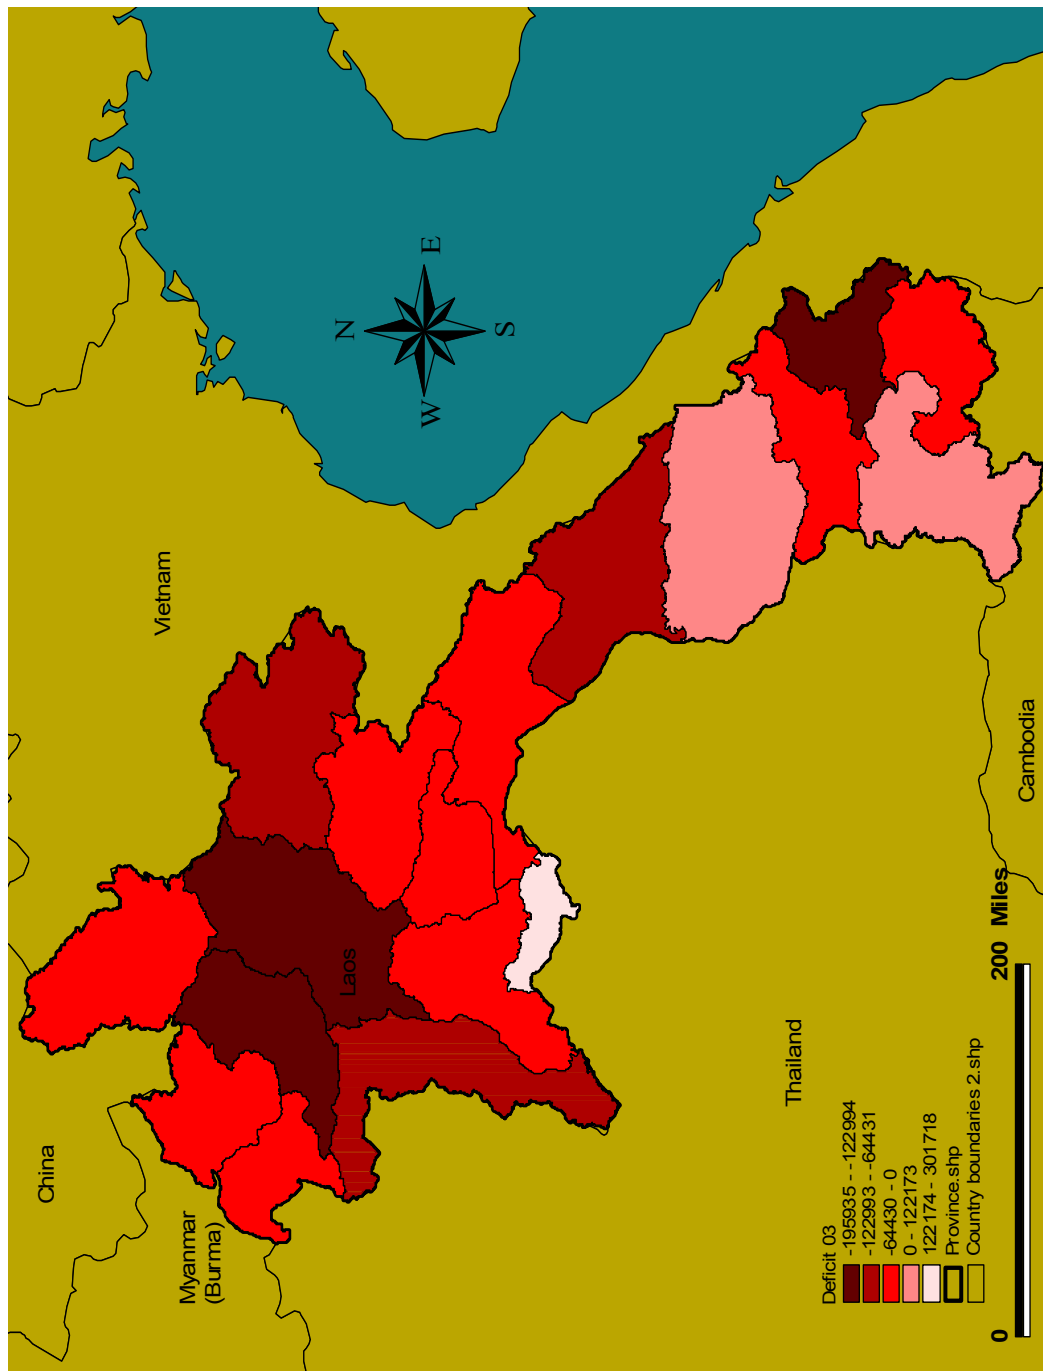 China
Myanmar
(Burma)
Vietnam
Laos
Thailand
Cambodia
N
W
E
S
Deficit 03
-195935 - -122994
-122993 - -64431
-64430 - 0
0 - 122173
122174 - 301718
Province.shp
Country boundaries 2.shp
0
200 Miles